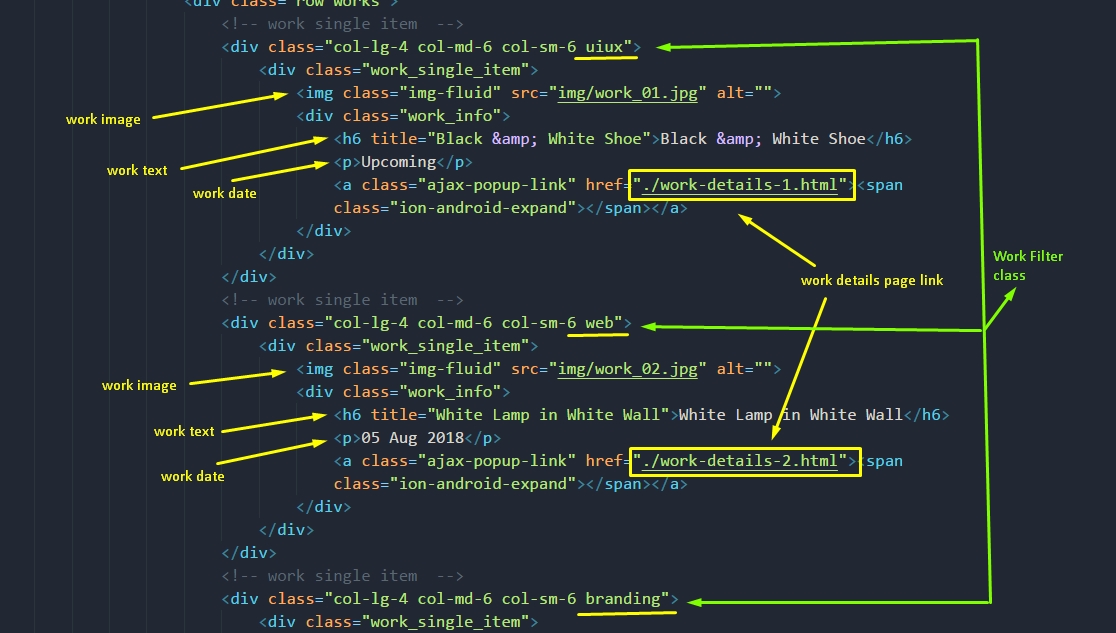 <div class="row works">
<!-- work single item  -->
<div class="col-lg-4 col-md-6 col-sm-6 uiux">
<div class="work_single_item">
<img class="img-fluid" src="img/work_01.jpg" alt="">
work image
<div class="work_info">
<h6 title="Black &amp; White Shoe">Black &amp; White Shoe</h6>
work text
<p>Upcoming</p>
work date
<a class="ajax-popup-link" href="./work-details-1.html"><span
class="ion-android-expand"></span></a>
</div>
</div>
Work Filter
class
</div>
work details page link
<!-- work single item  -->
<div class="col-lg-4 col-md-6 col-sm-6 web">
<div class="work_single_item">
<img class="img-fluid" src="img/work_02.jpg" alt="">
work image
<div class="work_info">
<h6 title="White Lamp in White Wall">White Lamp in White Wall</h6>
work text
<p>05 Aug 2018</p>
<a class="ajax-popup-link" href="./work-details-2.html"><span
work date
class="ion-android-expand"></span></a>
</div>
</div>
</div>
<!-- work single item  -->
<div class="col-lg-4 col-md-6 col-sm-6 branding">
<div class="work_single_item">